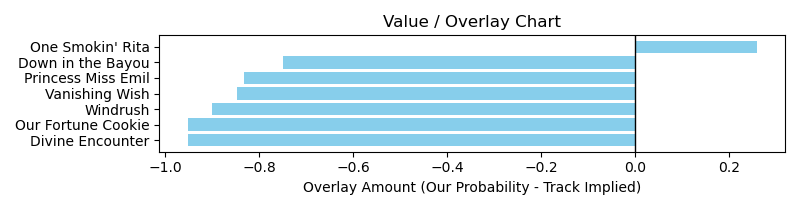 Value / Overlay Chart
One Smokin' Rita
Down in the Bayou
Princess Miss Emil
Vanishing Wish
Windrush
Our Fortune Cookie
Divine Encounter
−1.0 −0.8 −0.6 −0.4 −0.2 0.0 0.2
Overlay Amount (Our Probability - Track Implied)